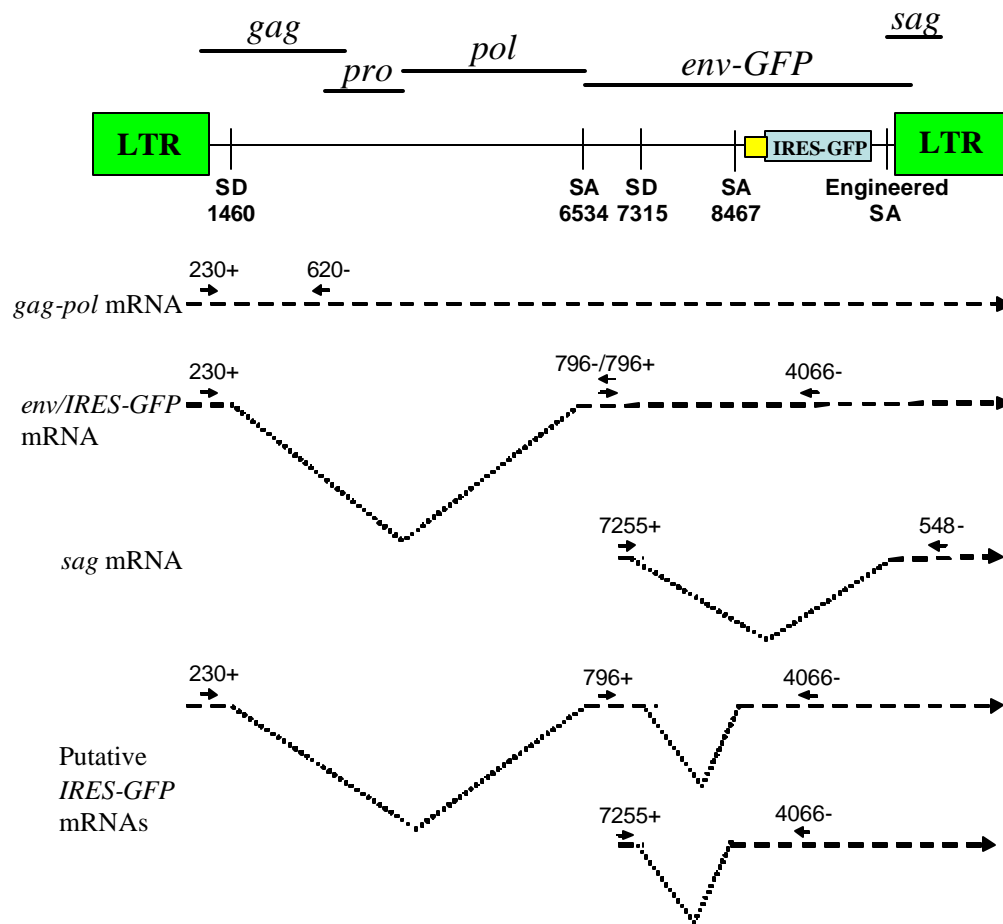 gag
pro
pol
env-GFP
sag
LTR
IRES-GFP
LTR
SD
1460
SA
6534
SD
7315
SA
8467
Engineered
SA
230+
620-
gag-pol mRNA
230+
796-/796+
4066-
env/IRES-GFP
mRNA
7255+
548-
sag mRNA
230+
796+
4066-
Putative
IRES-GFP
mRNAs
7255+
4066-